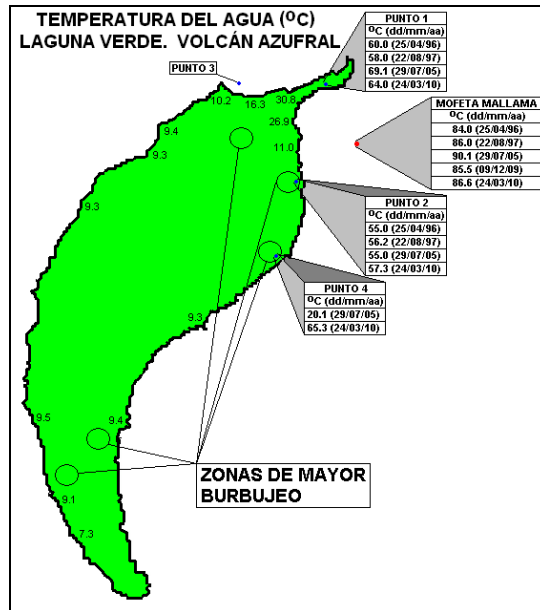 TEMPERATURA DEL AGUA (ºC)
LAGUNA VERDE. VOLCÁN AZUFRAL
PUNTO 1
ºC (dd/mm/aa)
60.0 (25/04/96)
58.0 (22/08/97)
69.1 (29/07/05)
64.0 (24/03/10)
PUNTO 3
MOFETA MALLAMA
ºC (dd/mm/aa)
84.0 (25/04/96)
86.0 (22/08/97)
90.1 (29/07/05)
85.5 (09/12/09)
86.6 (24/03/10)
10.2
16.3
30.8
26.9
11.0
9.4
9.3
9.3
PUNTO 2
ºC (dd/mm/aa)
55.0 (25/04/96)
56.2 (22/08/97)
55.0 (29/07/05)
57.3 (24/03/10)
PUNTO 4
ºC (dd/mm/aa)
20.1 (29/07/05)
65.3 (24/03/10)
9.3
9.5
9.4
9.1
7.3
ZONAS DE MAYOR
BURBUJEO